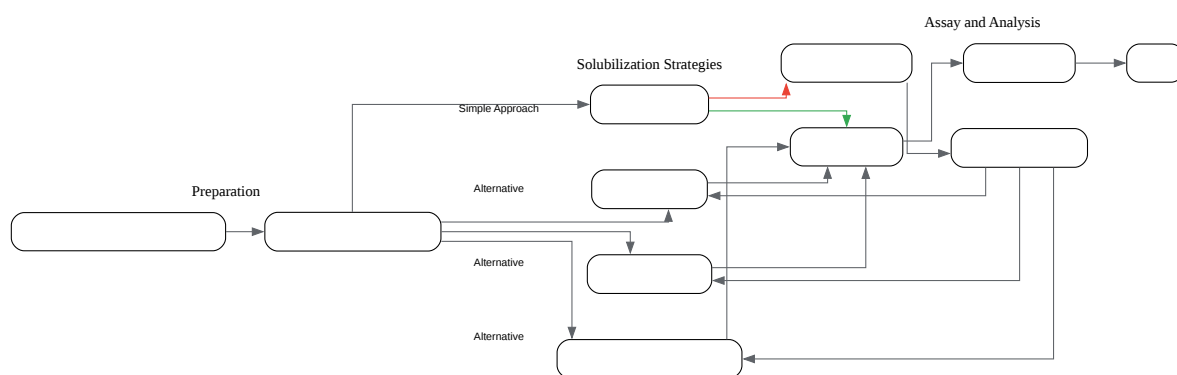 Assay and Analysis
Solubilization Strategies
Simple Approach
Preparation
Alternative
Alternative
Alternative